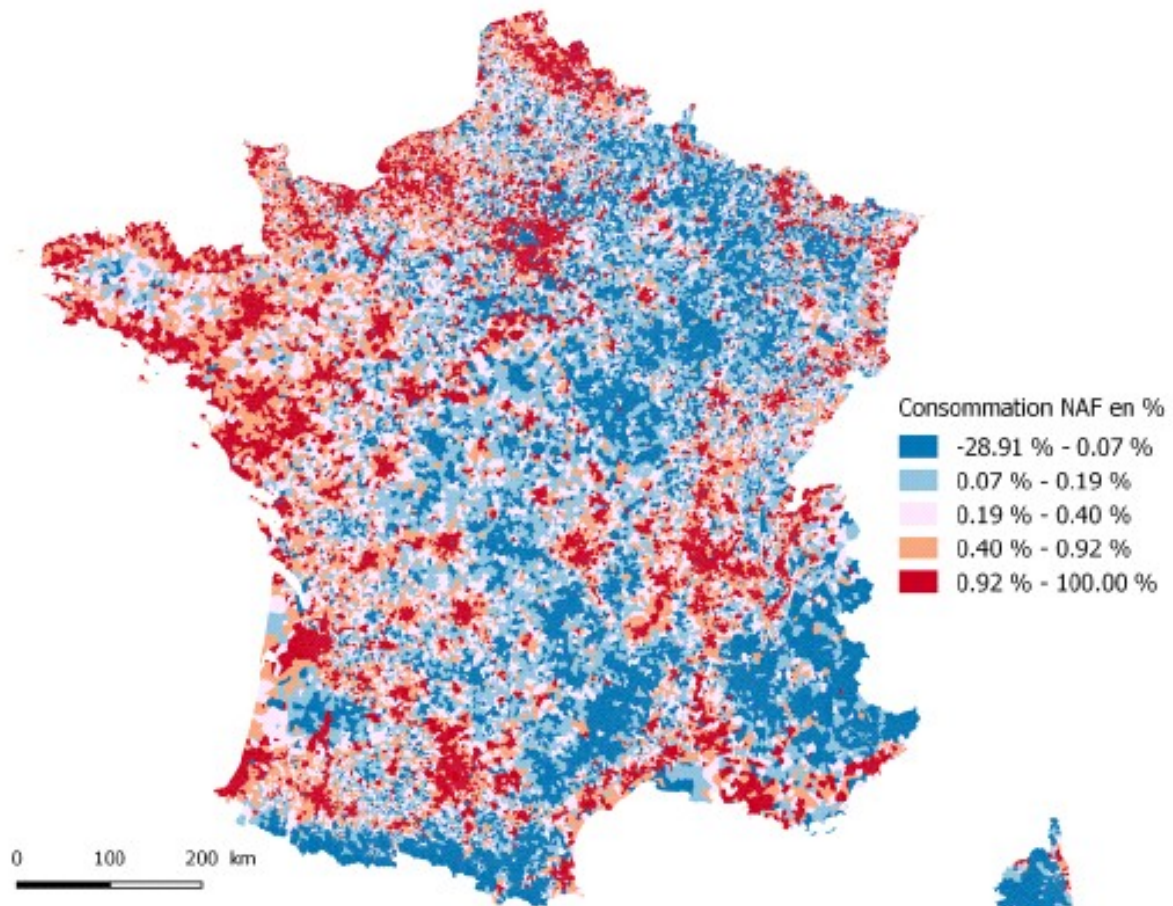 Consommation NAF en %
-28.91 % - 0.07 %
0.07 % - 0.19 %
0.19 % - 0.40 %
0.40 % - 0.92 %
0.92 % - 100.00 %
0 100 200 km